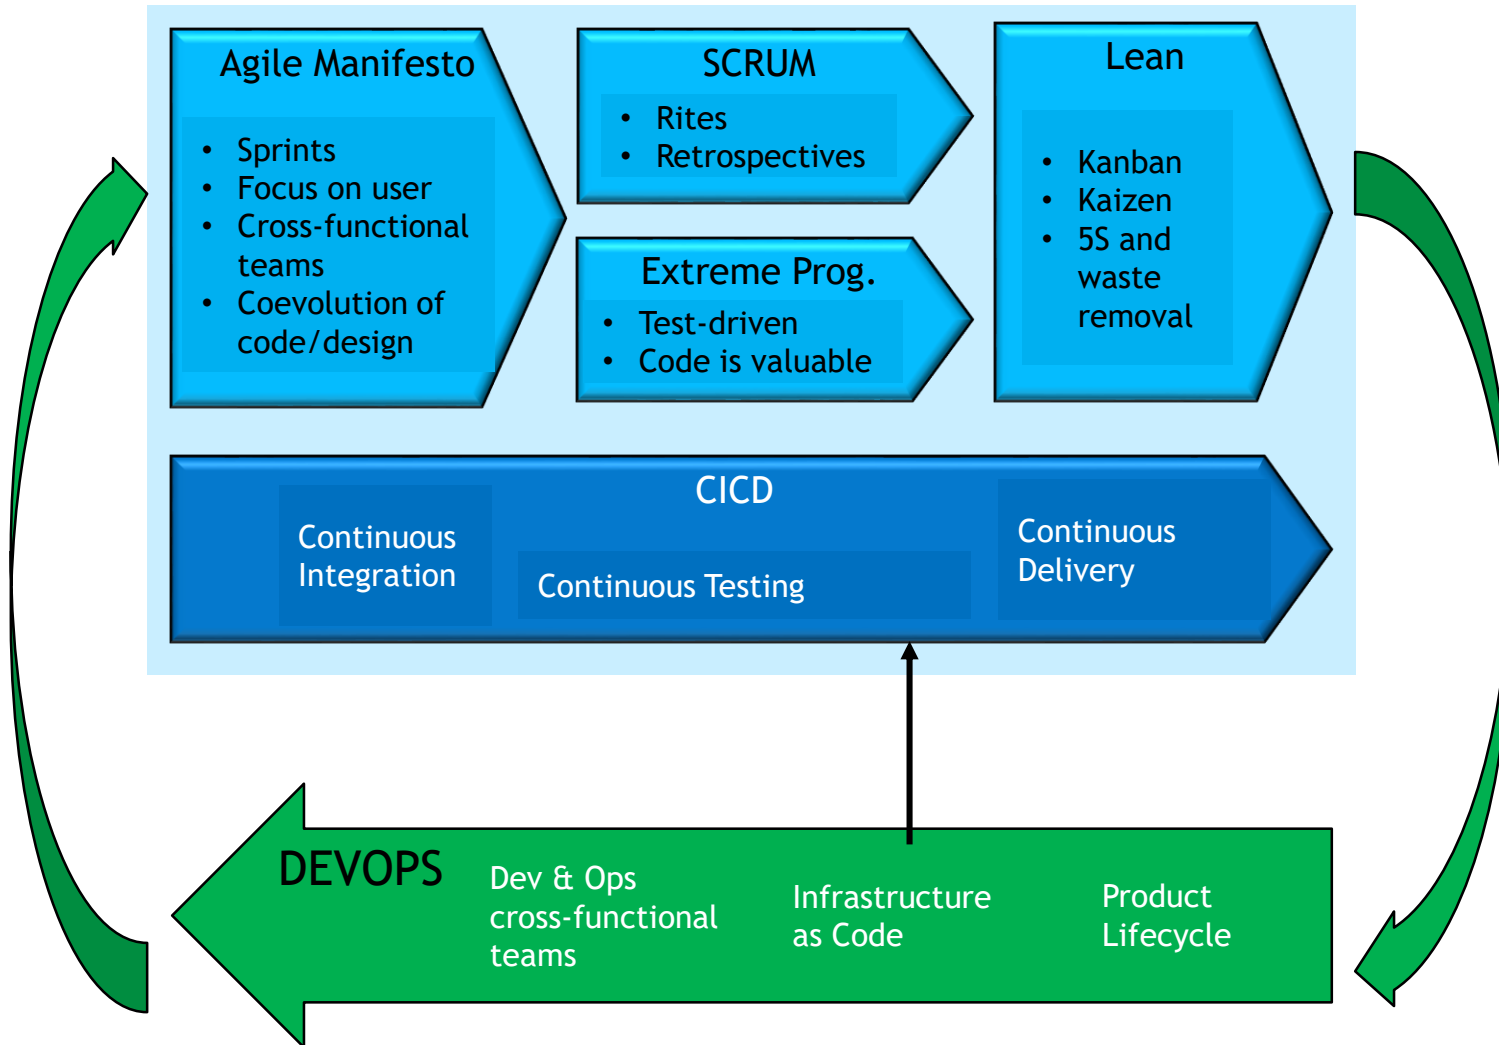 Agile Manifesto
• Sprints
• Focus on user
• Cross-functional
teams
• Coevolution of
code/design
SCRUM
• Rites
• Retrospectives
Extreme Prog.
• Test-driven
• Code is valuable
Lean
• Kanban
• Kaizen
• 5S and
waste
removal
CICD
Continuous
Integration
Continuous Testing
Continuous
Delivery
DEVOPS
Dev & Ops
cross-functional
teams
Infrastructure
as Code
Product
Lifecycle